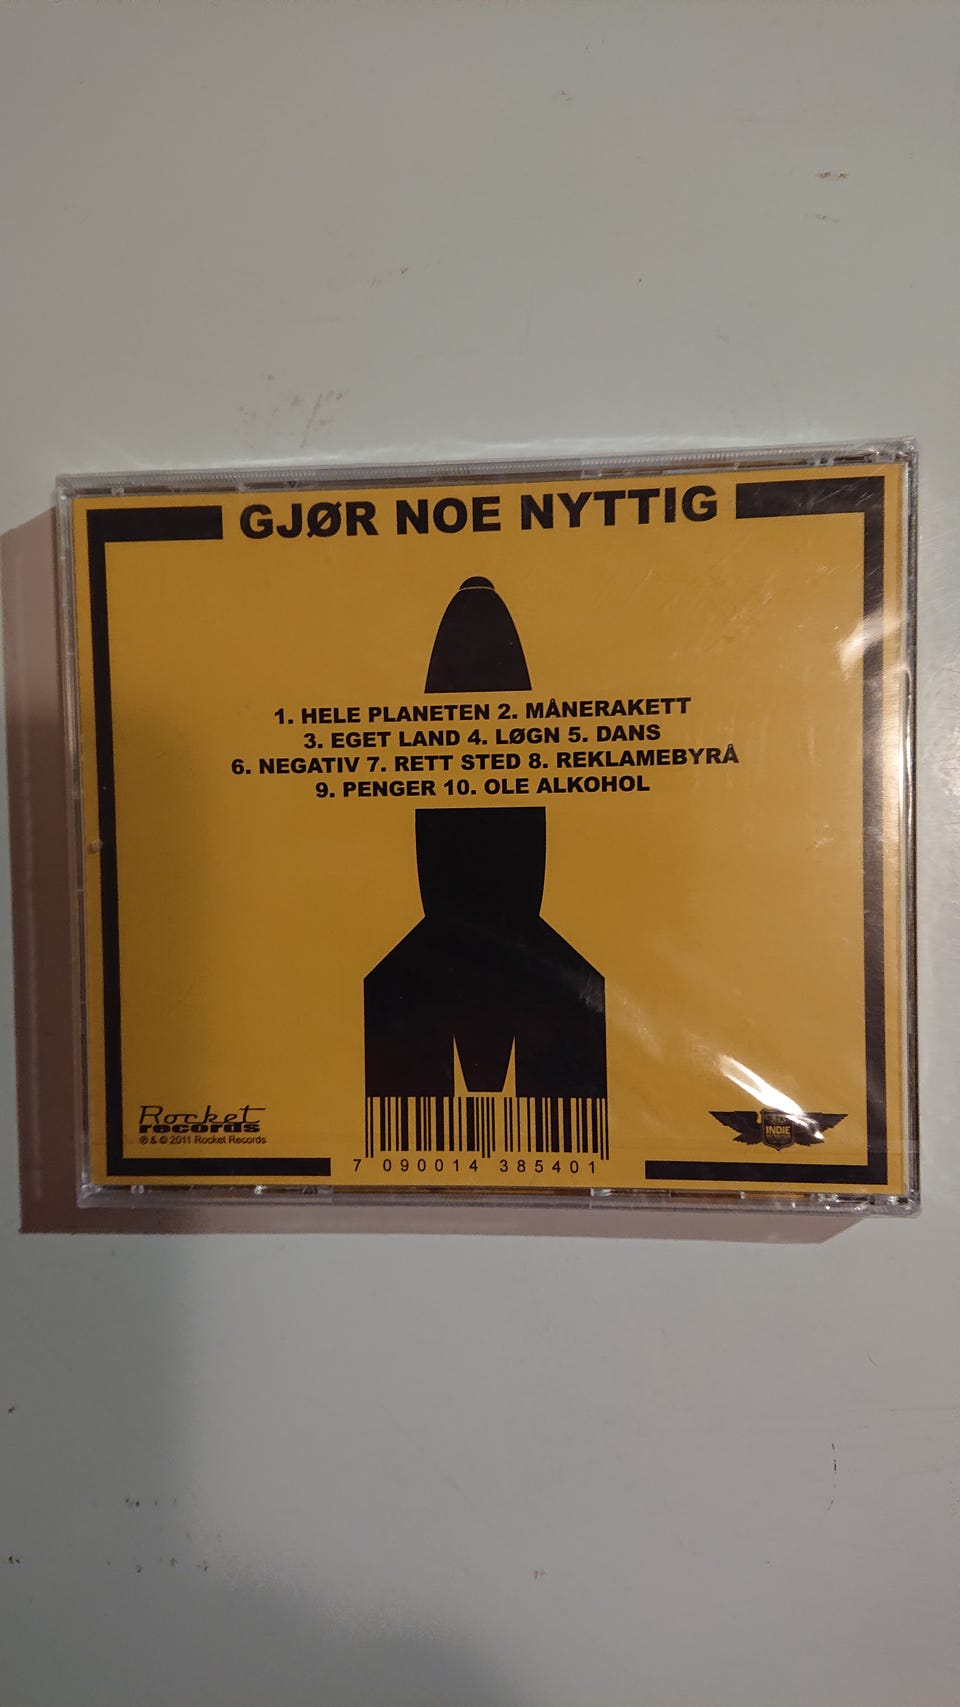 GJØR NOE NYTTIG
1. HELE PLANETEN 2. MÅNERAKETT
3. EGET LAND 4. LØGN 5. DANS
6. NEGATIV 7. RETT STED 8. REKLAMEBYRÅ
9. PENGER 10. OLE ALKOHOL
Rocket
records
℗ & © 2011 Rocket Records
INDIE
7 090014 385401